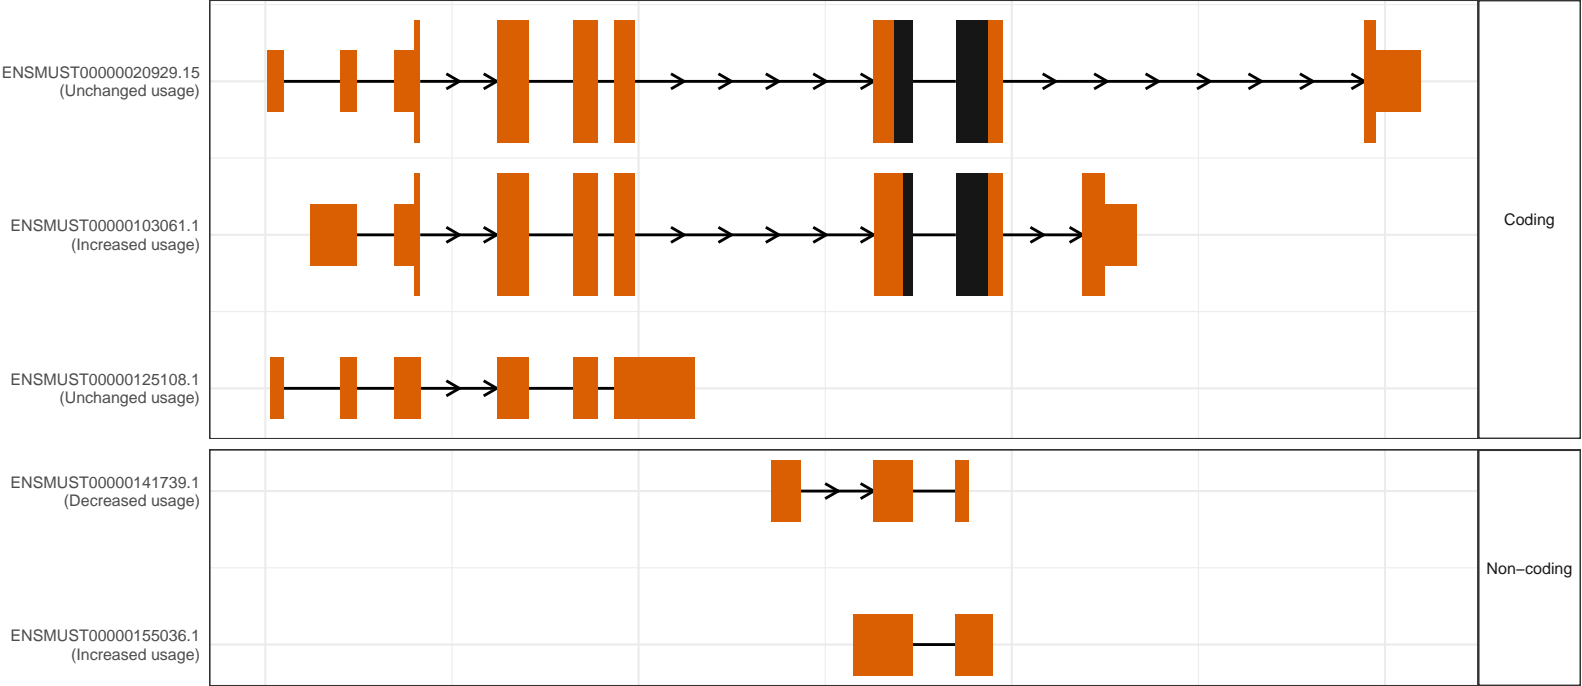 ENSMUST00000020929.15
(Unchanged usage)
ENSMUST00000103061.1
(Increased usage)
ENSMUST00000125108.1
(Unchanged usage)
Coding
ENSMUST00000141739.1
(Decreased usage)
ENSMUST00000155036.1
(Increased usage)
Non−coding